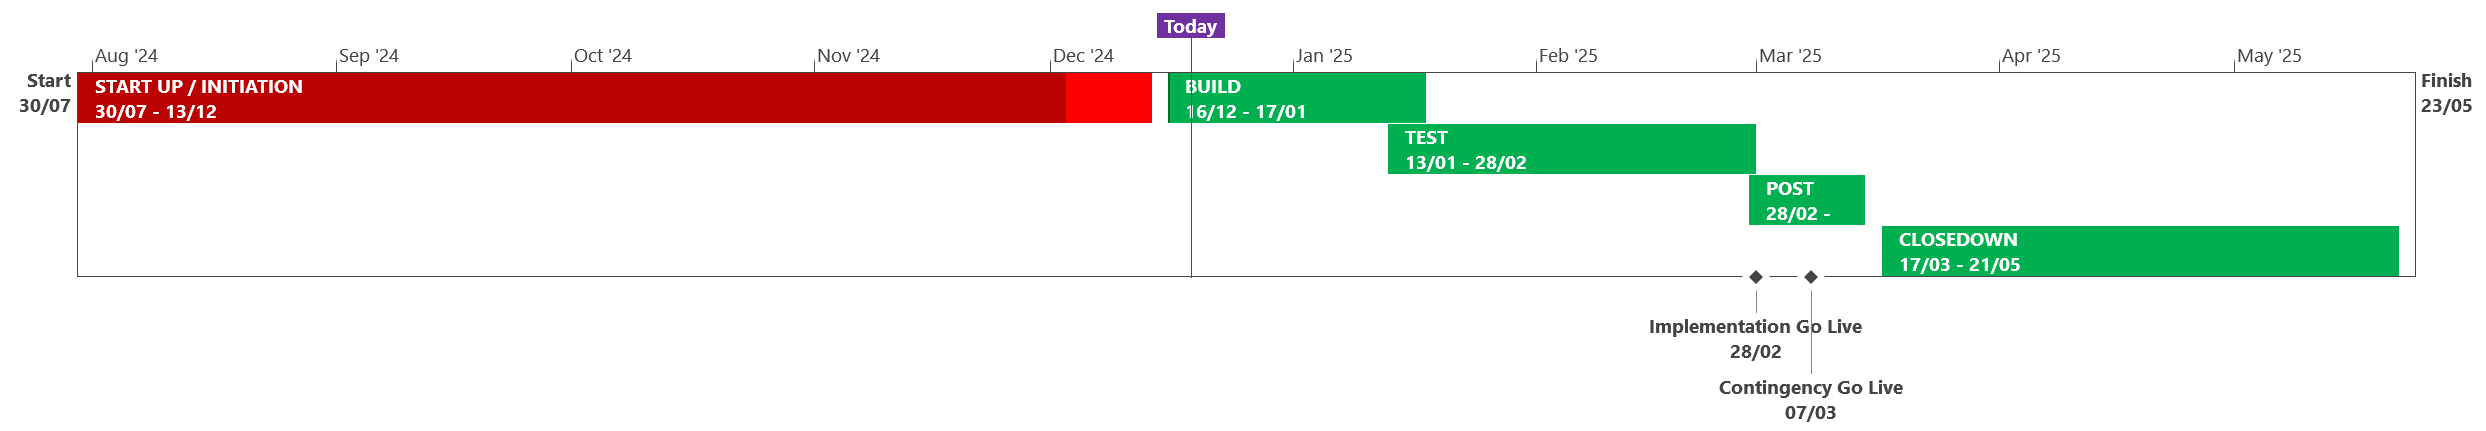 Today
Aug '24
Sep '24
Oct '24
Nov '24
Dec '24
Jan '25
Feb '25
Mar '25
Apr '25
May '25
Start
30/07
START UP / INITIATION
30/07 - 13/12
BUILD
16/12 - 17/01
Finish
23/05
TEST
13/01 - 28/02
POST
28/02 -
CLOSEDOWN
17/03 - 21/05
Implementation Go Live
28/02
Contingency Go Live
07/03